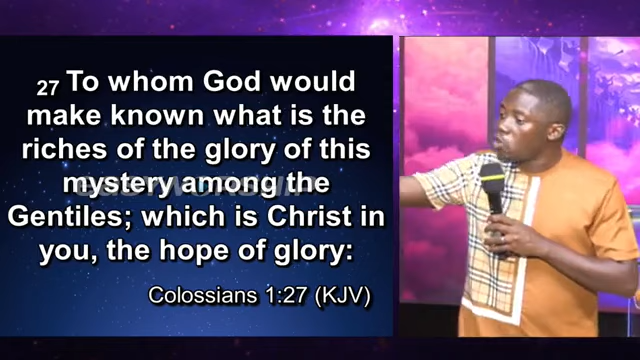 27 To whom God would
make known what is the
riches of the glory of this
mystery among the
Gentiles; which is Christ in
you, the hope of glory:
Colossians 1:27 (KJV)